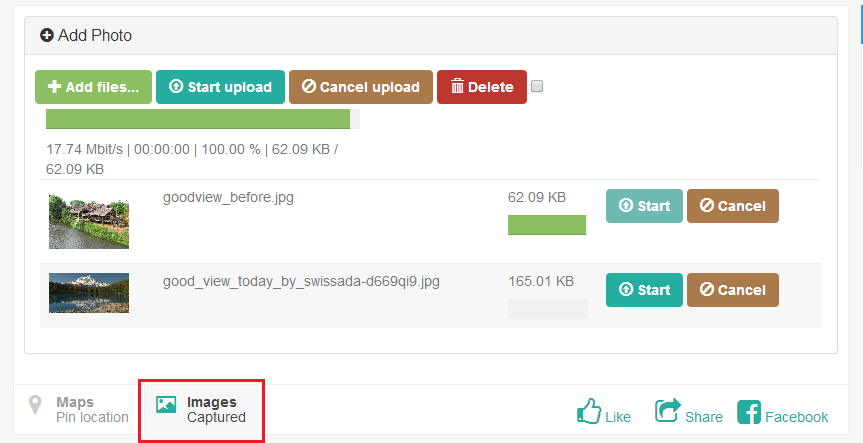 Add Photo
Add files... Start upload Cancel upload Delete
17.74 Mbit/s | 00:00:00 | 100.00 % | 62.09 KB /
62.09 KB
goodview_before.jpg 62.09 KB Start Cancel
good_view_today_by_swissada-d669qi9.jpg 165.01 KB Start Cancel
Maps
Pin location
Images
Captured
Like Share Facebook